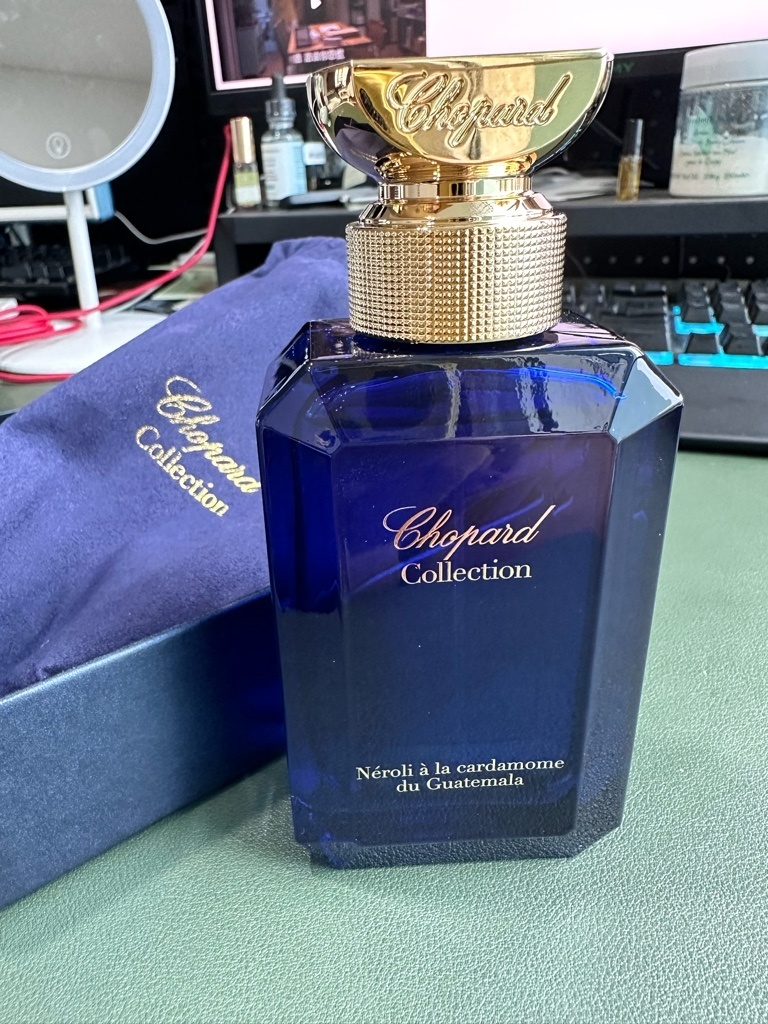 Chopard
Chopard
Collection
Chopard
Collection
Néroli à la cardamome
du Guatemala